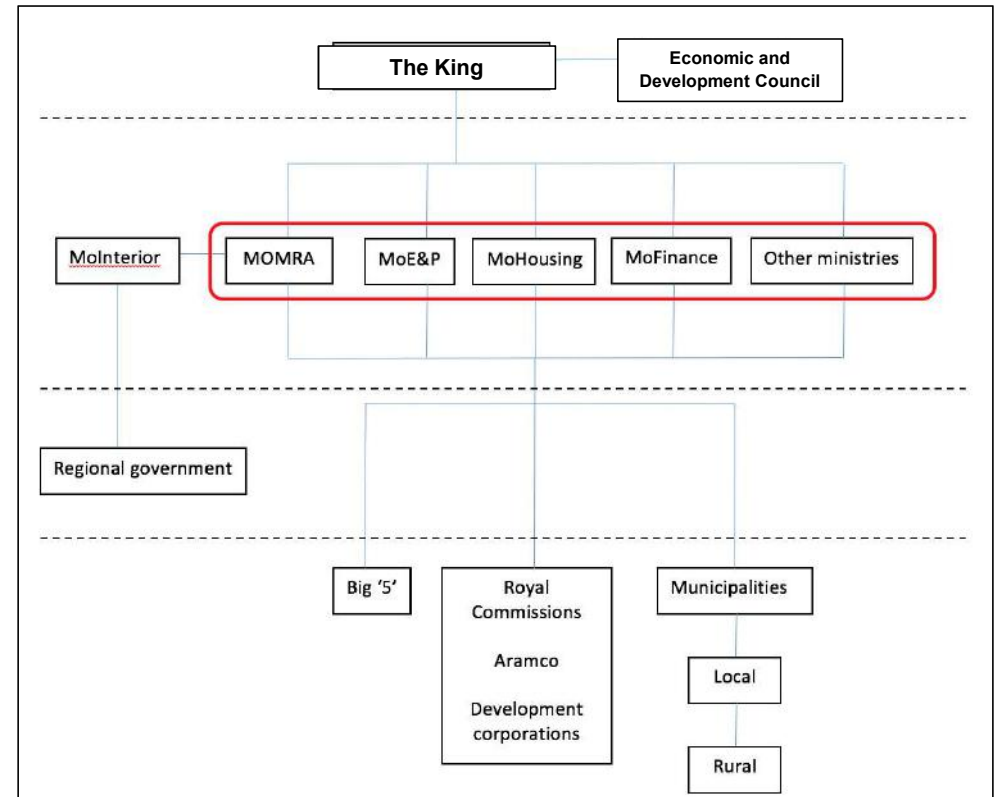 The King
Economic and
Development Council
MoInterior
MOMRA
MoE&P
MoHousing
MoFinance
Other ministries
Regional government
Big ‘5’
Royal
Commissions
Aramco
Development
corporations
Municipalities
Local
Rural